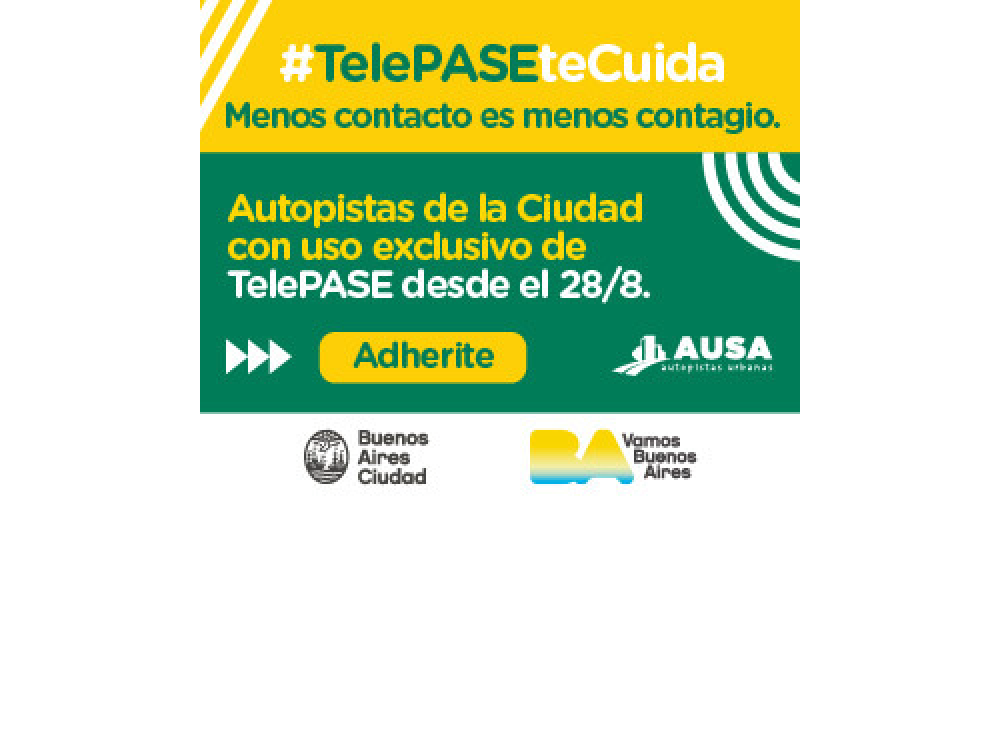 #TelePASEteCuida
Menos contacto es menos contagio.
Autopistas de la Ciudad
con uso exclusivo de
TelePASE desde el 28/8.
Adherite
AUSA
autopistas urbanas
Buenos
Aires
Ciudad
BA
Vamos
Buenos
Aires